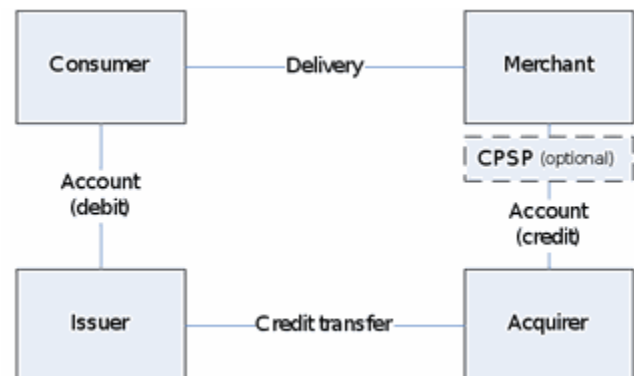 Consumer
Delivery
Merchant
CPSP (optional)
Account
(debit)
Account
(credit)
Issuer
Credit transfer
Acquirer